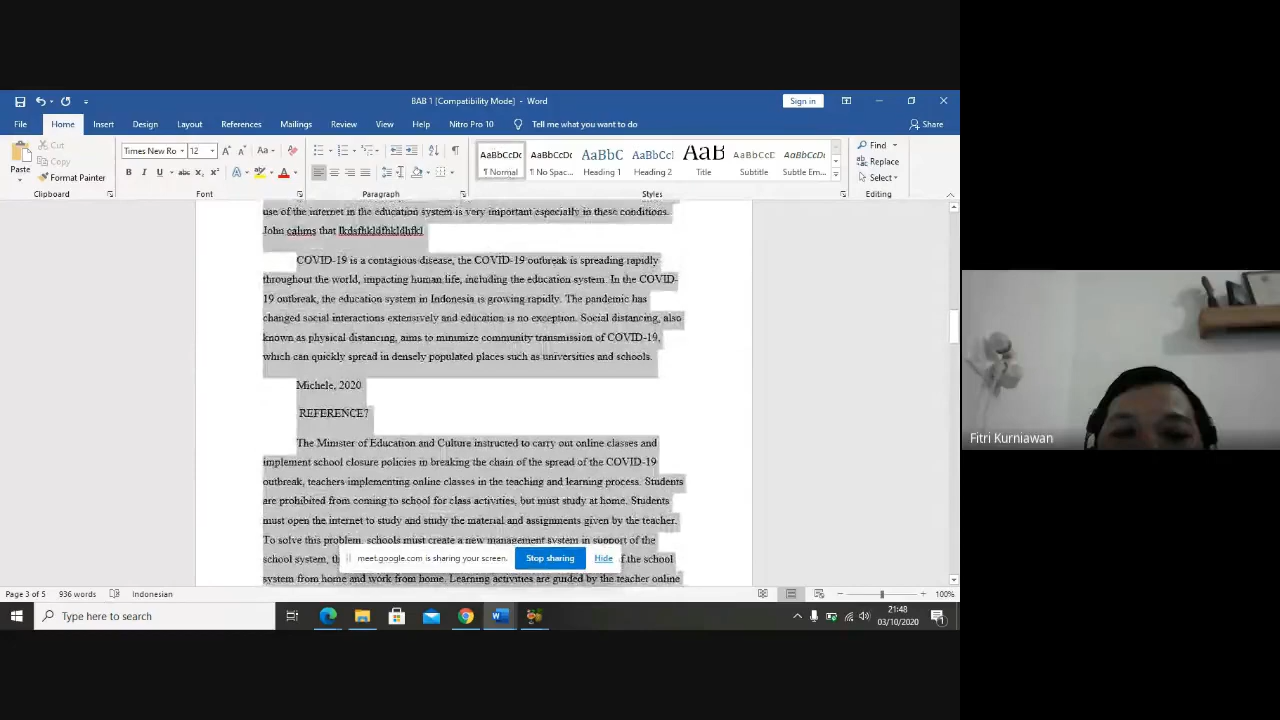 BAB 1 [Compatibility Mode] - Word
Sign in
File Home Insert Design Layout References Mailings Review View Help Nitro Pro 10 Tell me what you want to do Share
Paste
Cut
Copy
Format Painter
Clipboard
Times New Ro 12
Font
Paragraph
AaBbCcDc AaBbCcDc AaBbC AaBbCcI AaB AaBbCcD AaBbCcD
¶ Normal ¶ No Spac... Heading 1 Heading 2 Title Subtitle Subtle Em...
Styles
Find
Replace
Select
Editing
use of the internet in the education system is very important especially in these conditions.
John cahms that
COVID-19 is a contagious disease, the COVID-19 outbreak is spreading rapidly
throughout the world, impacting human life, including the education system. In the COVID-
19 outbreak, the education system in Indonesia is growing rapidly. The pandemic has
changed social interactions extensively and education is no exception. Social distancing, also
known as physical distancing, aims to minimize community transmission of COVID-19,
which can quickly spread in densely populated places such as universities and schools.
Michele, 2020
REFERENCE?
The Minister of Education and Culture instructed to carry out online classes and
implement school closure policies in breaking the chain of the spread of the COVID-19
outbreak, teachers implementing online classes in the teaching and learning process. Students
are prohibited from coming to school for class activities, but must study at home. Students
must open the internet to study and study the material and assignments given by the teacher.
To solve this problem, schools must create a new management system in support of the
school system, th
f the school
system from home and work from home. Learning activities are guided by the teacher online
meet.google.com is sharing your screen. Stop sharing Hide
Page 3 of 5 936 words Indonesian 100%
Type here to search
21:48
03/10/2020
Fitri Kurniawan